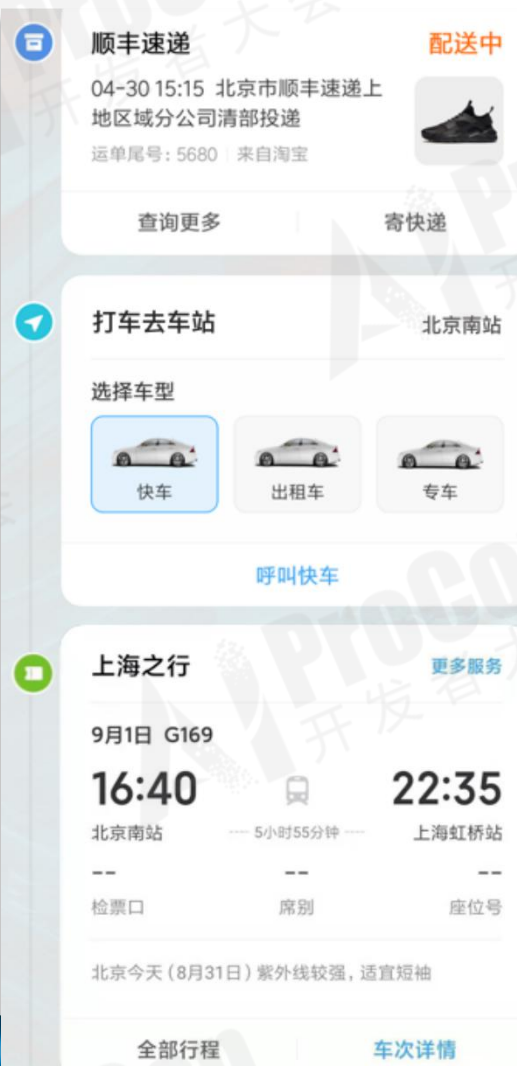 顺丰速递
配送中
04-30 15:15 北京市顺丰速递上
地区域分公司清部投递
运单尾号: 5680 来自淘宝
查询更多
寄快递
打车去车站
北京南站
选择车型
快车
出租车
专车
呼叫快车
上海之行
更多服务
9月1日 G169
16:40
22:35
北京南站
---- 5小时55分钟 ----
上海虹桥站
-- -- --
检票口
席别
座位号
北京今天(8月31日)紫外线较强,适宜短袖
全部行程
车次详情
AiProCon
开发者大会